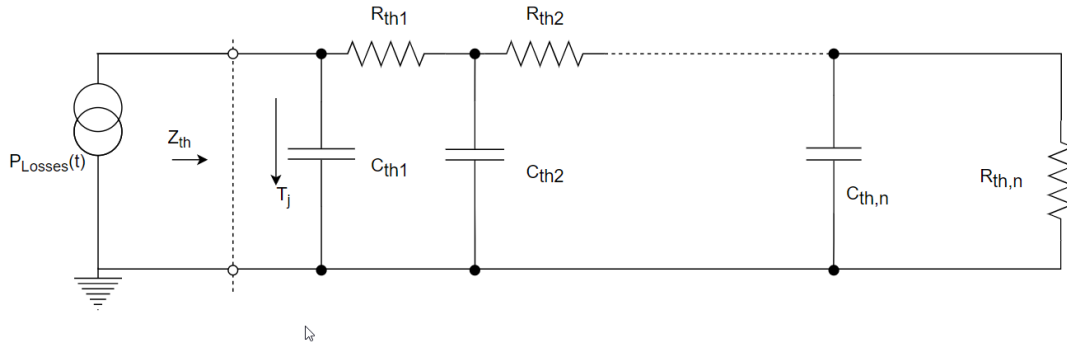 Rth1
Rth2
Zth
PLosses(t)
Tj
Cth1
Cth2
Cth,n
Rth,n